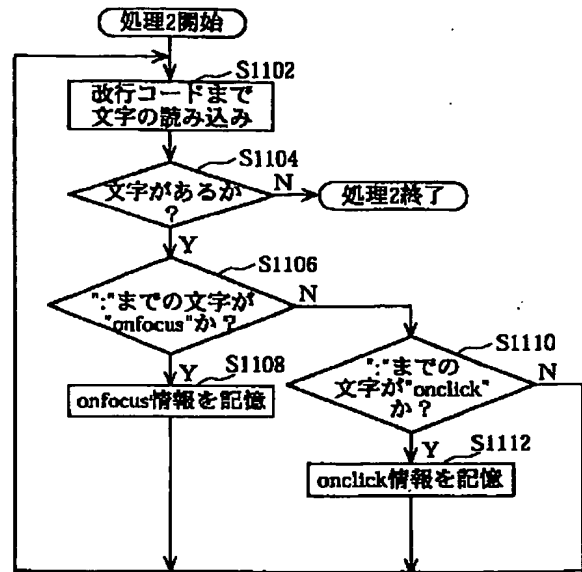 処理2開始
S1102
改行コードまで
文字の読み込み
S1104
文字があるか
?
N
処理2終了
Y
S1106
":"までの文字が
"onfocus"か?
N
S1110
":"までの
文字が"onclick"
か?
N
Y
S1108
onfocus情報を記憶
Y
S1112
onclick情報を記憶